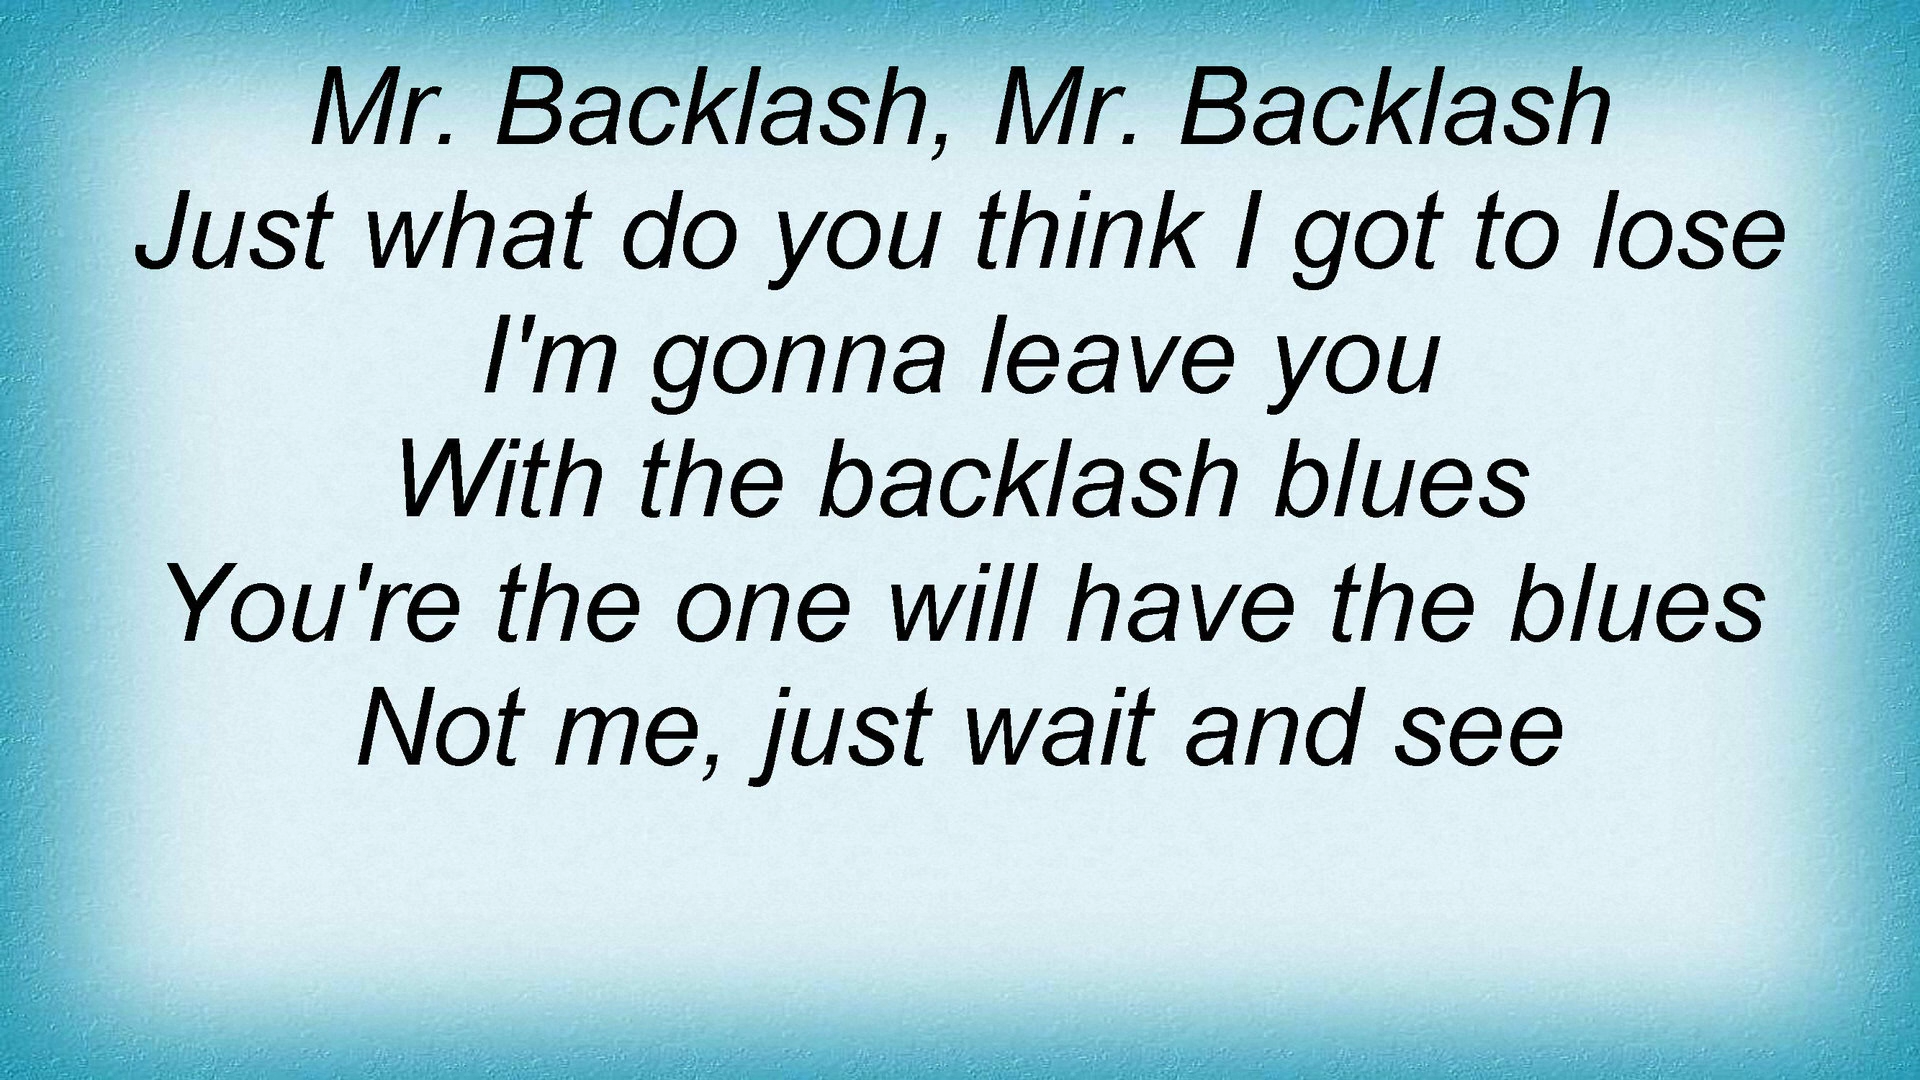 Mr. Backlash, Mr. Backlash
Just what do you think I got to lose
I'm gonna leave you
With the backlash blues
You're the one will have the blues
Not me, just wait and see